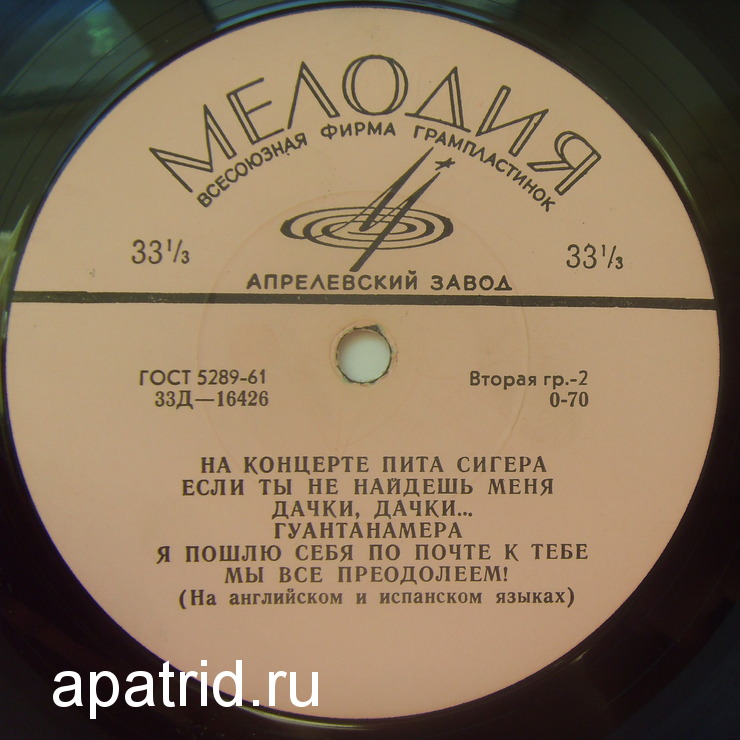 МЕЛОДИЯ
ВСЕСОЮЗНАЯ ФИРМА ГРАМПЛАСТИНОК
33⅓ 33⅓
АПРЕЛЕВСКИЙ ЗАВОД
ГОСТ 5289-61 Вторая гр.-2
33Д—16426 0-70
НА КОНЦЕРТЕ ПИТА СИГЕРА
ЕСЛИ ТЫ НЕ НАЙДЕШЬ МЕНЯ
ДАЧКИ, ДАЧКИ...
ГУАНТАНАМЕРА
Я ПОШЛЮ СЕБЯ ПО ПОЧТЕ К ТЕБЕ
МЫ ВСЕ ПРЕОДОЛЕЕМ!
(На английском и испанском языках)
apatrid.ru